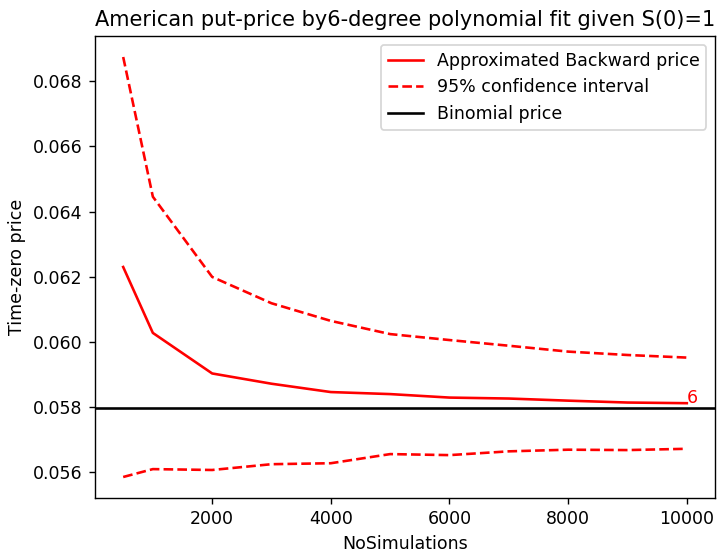 American put-price by6-degree polynomial fit given S(0)=1
Approximated Backward price
95% confidence interval
Binomial price
0.068
0.066
0.064
0.062
0.060
0.058
0.056
Time-zero price
6
2000 4000 6000 8000 10000
NoSimulations